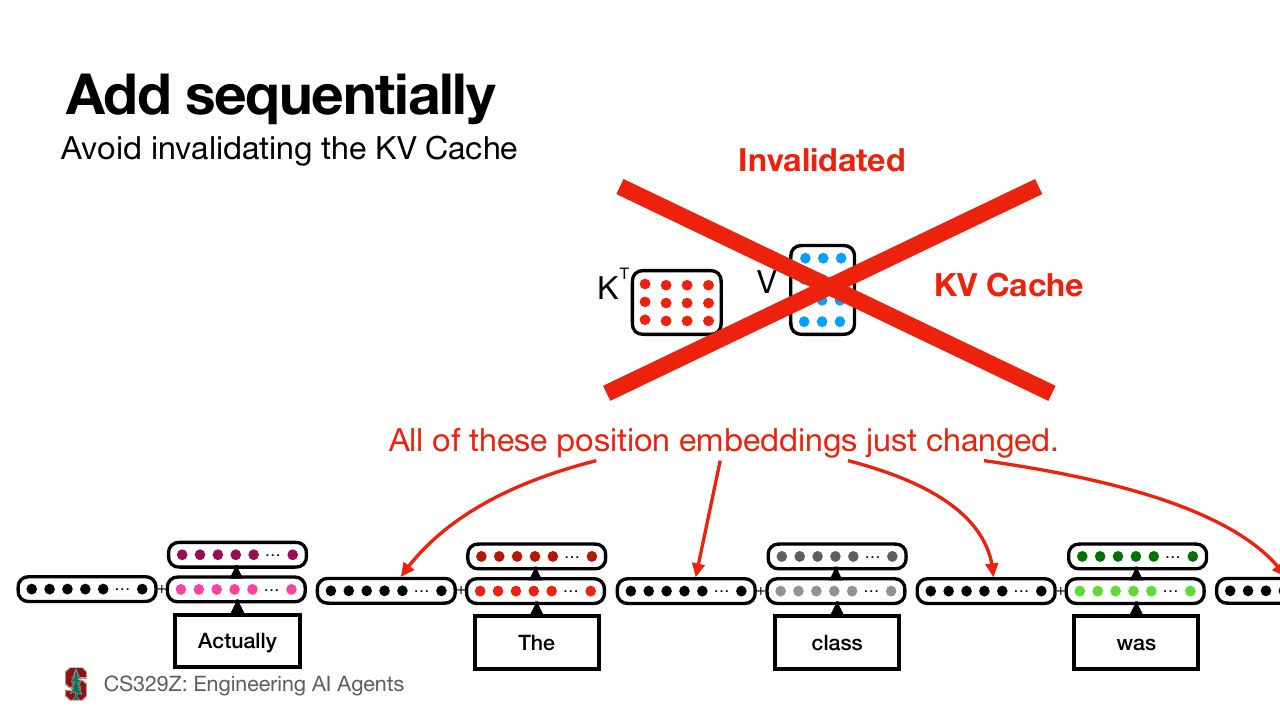 Add sequentially
Avoid invalidating the KV Cache
Invalidated
K^T
V
KV Cache
All of these position embeddings just changed.
... ... ... ...
... + ... ... + ... ... + ... ... + ...
Actually
The
class
was
CS329Z: Engineering AI Agents